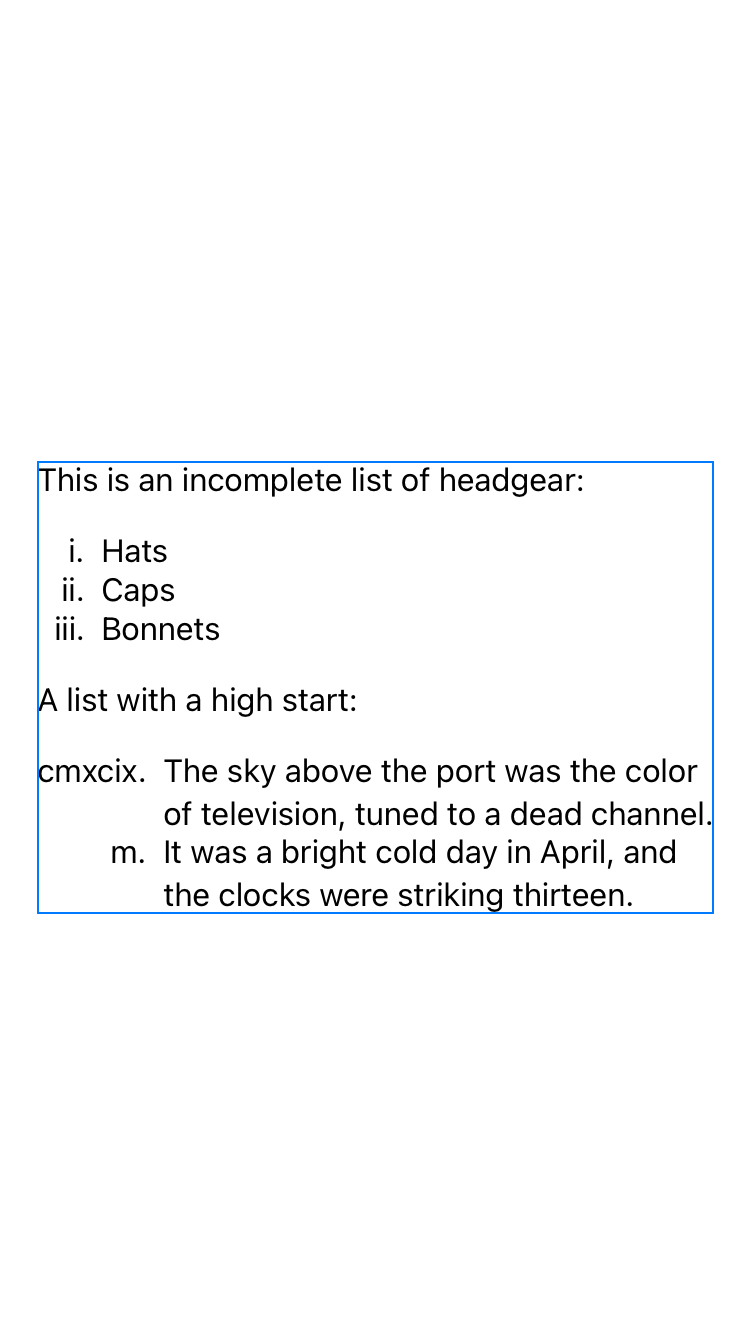 This is an incomplete list of headgear:
i. Hats
ii. Caps
iii. Bonnets
A list with a high start:
cmxcix. The sky above the port was the color
of television, tuned to a dead channel.
m. It was a bright cold day in April, and
the clocks were striking thirteen.